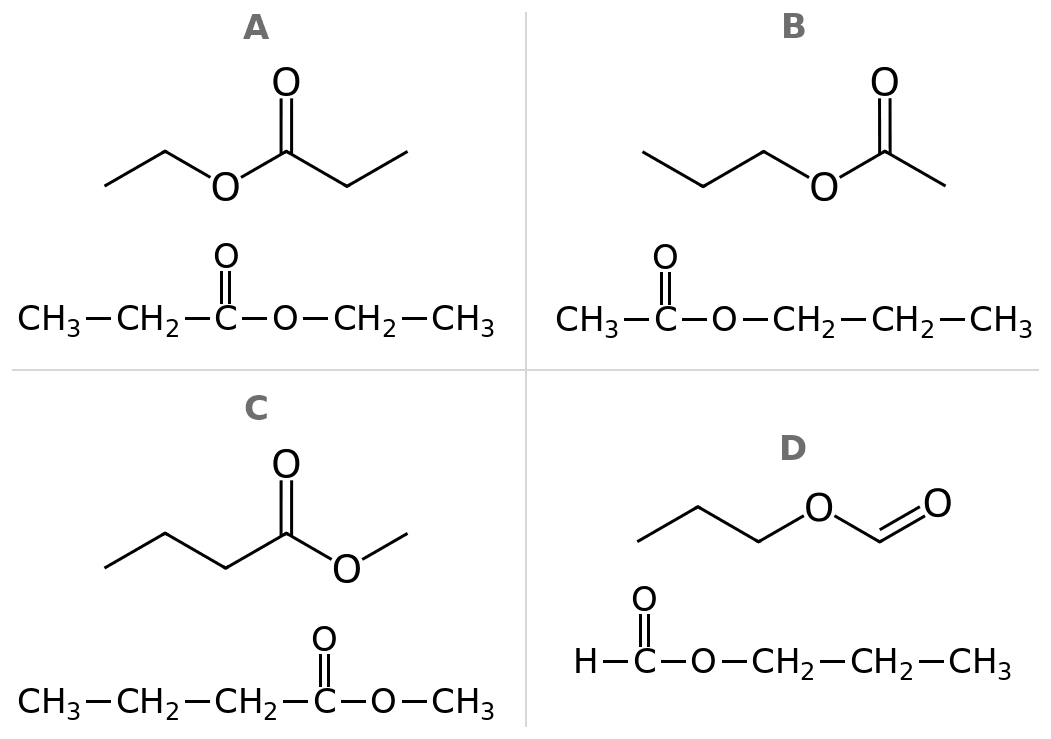 A
O
O
O
CH₃—CH₂—C—O—CH₂—CH₃
B
O
O
O
CH₃—C—O—CH₂—CH₂—CH₃
C
O
O
O
CH₃—CH₂—CH₂—C—O—CH₃
D
O
O
O
H—C—O—CH₂—CH₂—CH₃